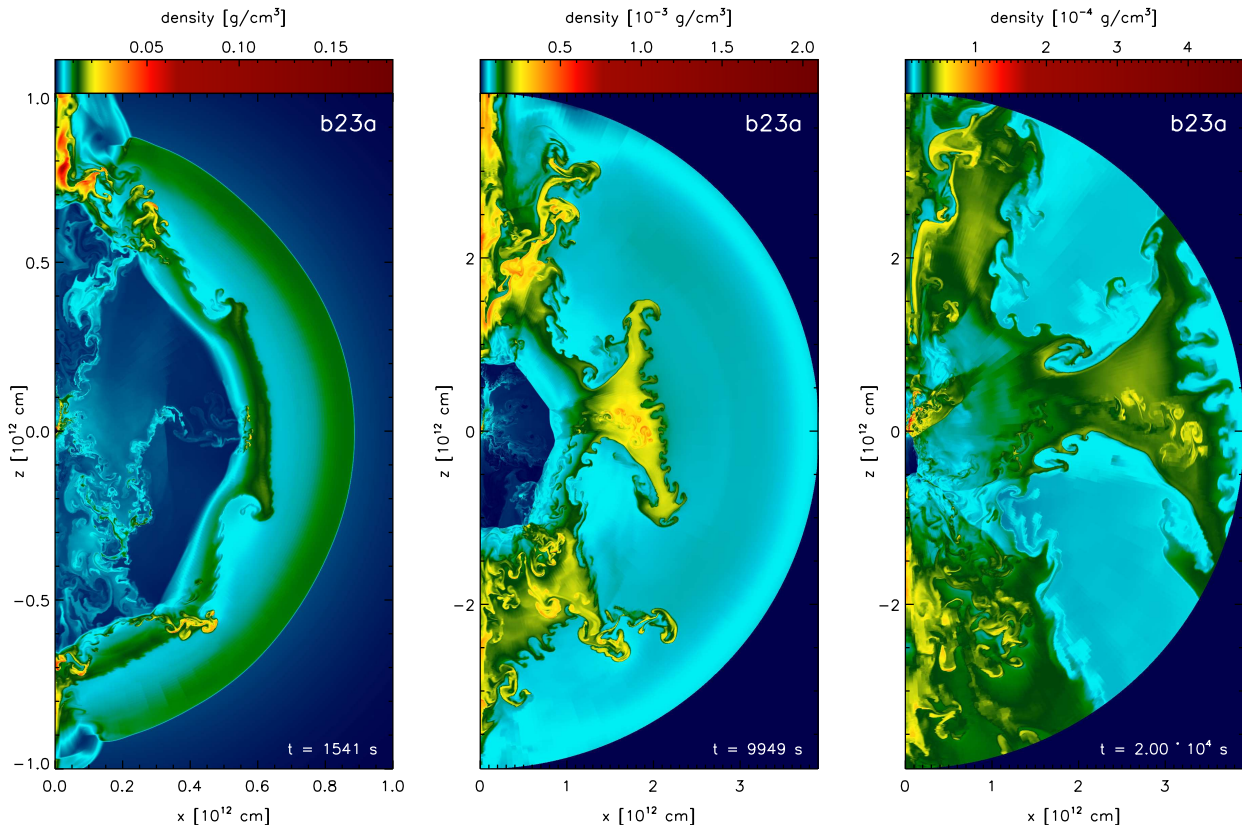 density [g/cm³]
0.05 0.10 0.15
b23a
1.0
0.5
0.0
−0.5
−1.0
z [10¹² cm]
t = 1541 s
0.0 0.2 0.4 0.6 0.8 1.0
x [10¹² cm]
density [10⁻³ g/cm³]
0.5 1.0 1.5 2.0
b23a
2
0
−2
z [10¹² cm]
t = 9949 s
0 1 2 3
x [10¹² cm]
density [10⁻⁴ g/cm³]
1 2 3 4
b23a
2
0
−2
z [10¹² cm]
t = 2.00 * 10⁴ s
0 1 2 3
x [10¹² cm]